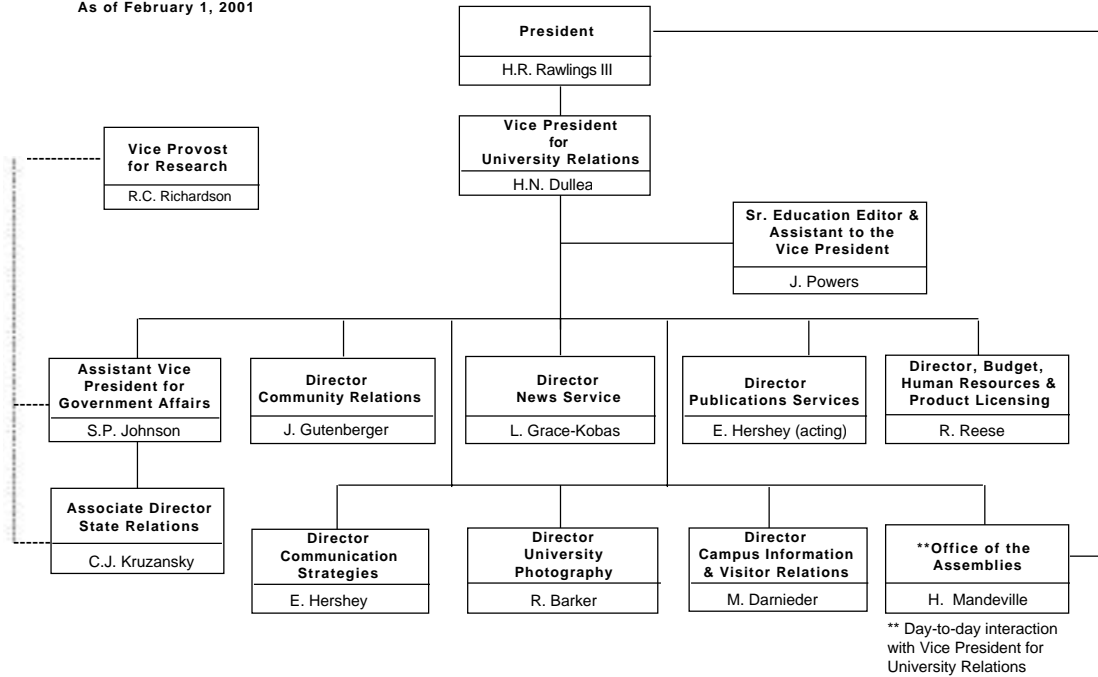 As of February 1, 2001
President
H.R. Rawlings III
Vice President
for
University Relations
H.N. Dullea
Vice Provost
for Research
R.C. Richardson
Sr. Education Editor &
Assistant to the
Vice President
J. Powers
Assistant Vice
President for
Government Affairs
S.P. Johnson
Director
Community Relations
J. Gutenberger
Director
News Service
L. Grace-Kobas
Director
Publications Services
E. Hershey (acting)
Director, Budget,
Human Resources &
Product Licensing
R. Reese
Associate Director
State Relations
C.J. Kruzansky
Director
Communication
Strategies
E. Hershey
Director
University
Photography
R. Barker
Director
Campus Information
& Visitor Relations
M. Darnieder
**Office of the
Assemblies
H. Mandeville
** Day-to-day interaction
with Vice President for
University Relations